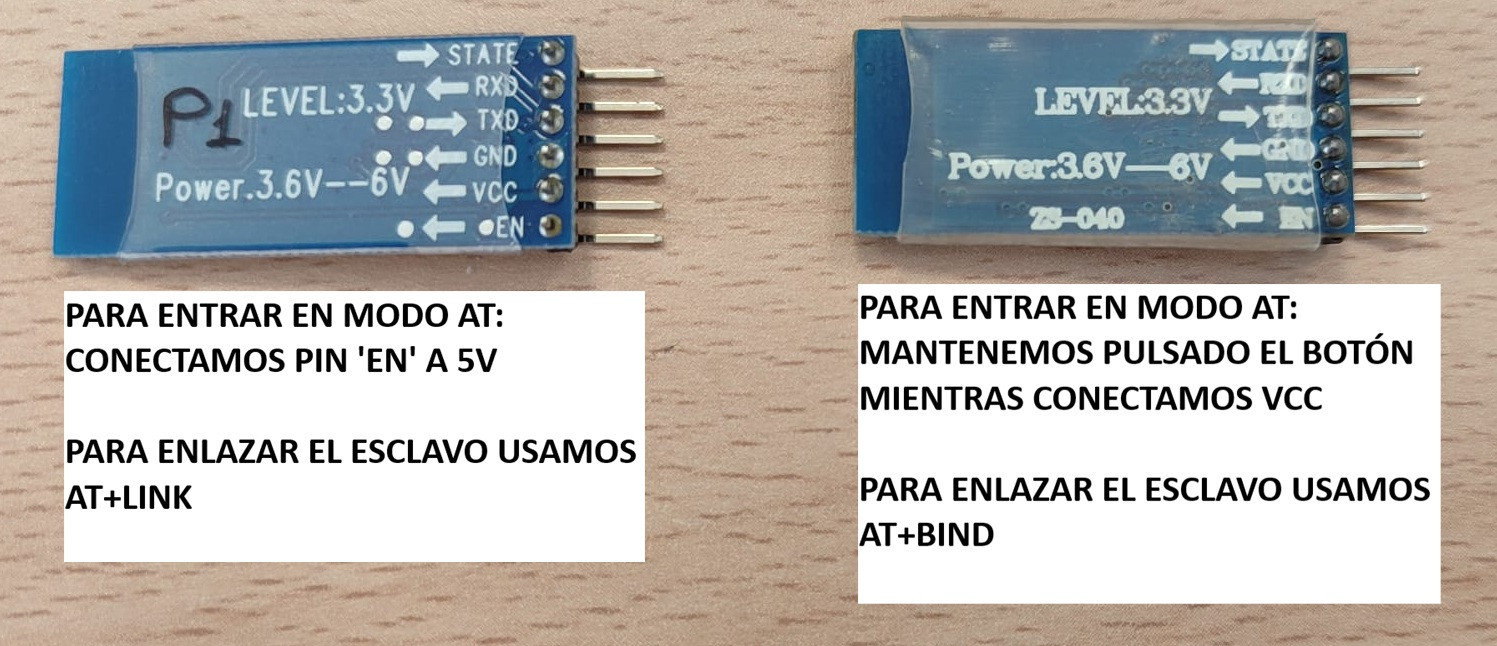 STATE
RXD
P1
LEVEL:3.3V
TXD
GND
Power.3.6V--6V
VCC
EN
PARA ENTRAR EN MODO AT:
CONECTAMOS PIN 'EN' A 5V
PARA ENLAZAR EL ESCLAVO USAMOS
AT+LINK
STATE
RXD
LEVEL:3.3V
TXD
GND
Power:3.6V—6V
VCC
ZS-040
EN
PARA ENTRAR EN MODO AT:
MANTENEMOS PULSADO EL BOTÓN
MIENTRAS CONECTAMOS VCC
PARA ENLAZAR EL ESCLAVO USAMOS
AT+BIND